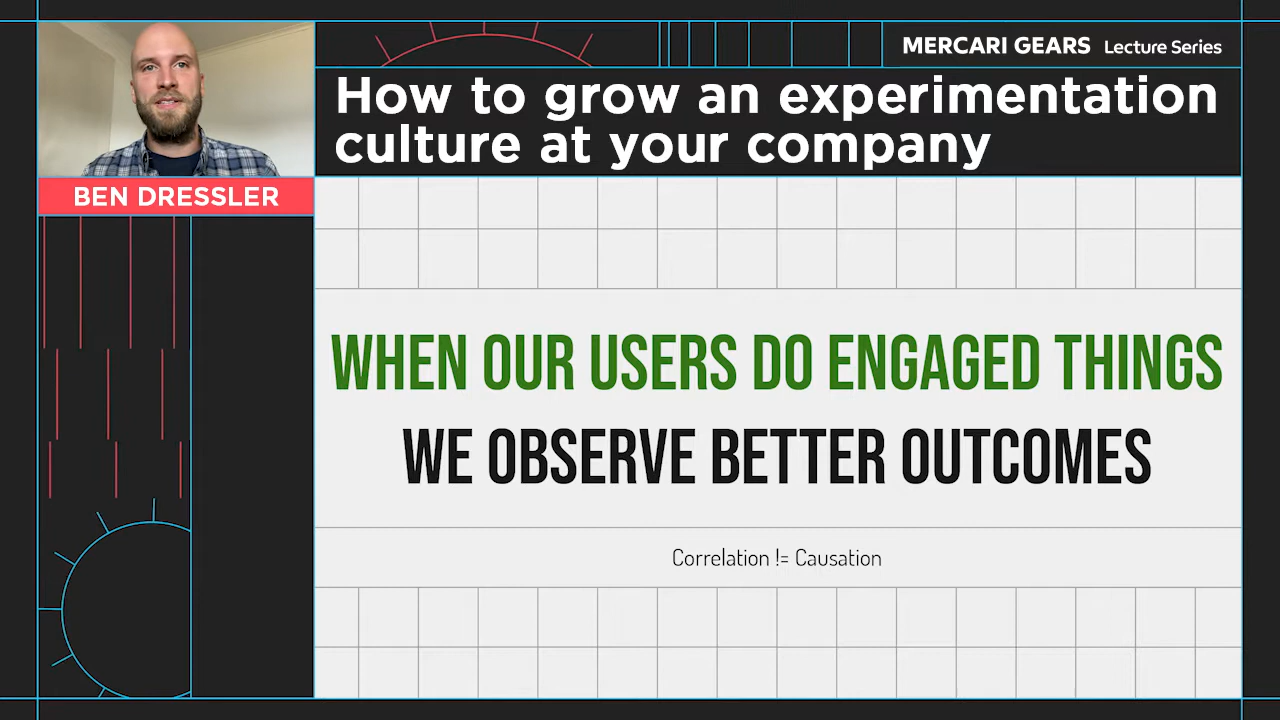 MERCARI GEARS Lecture Series
How to grow an experimentation
culture at your company
BEN DRESSLER
WHEN OUR USERS DO ENGAGED THINGS
WE OBSERVE BETTER OUTCOMES
Correlation != Causation